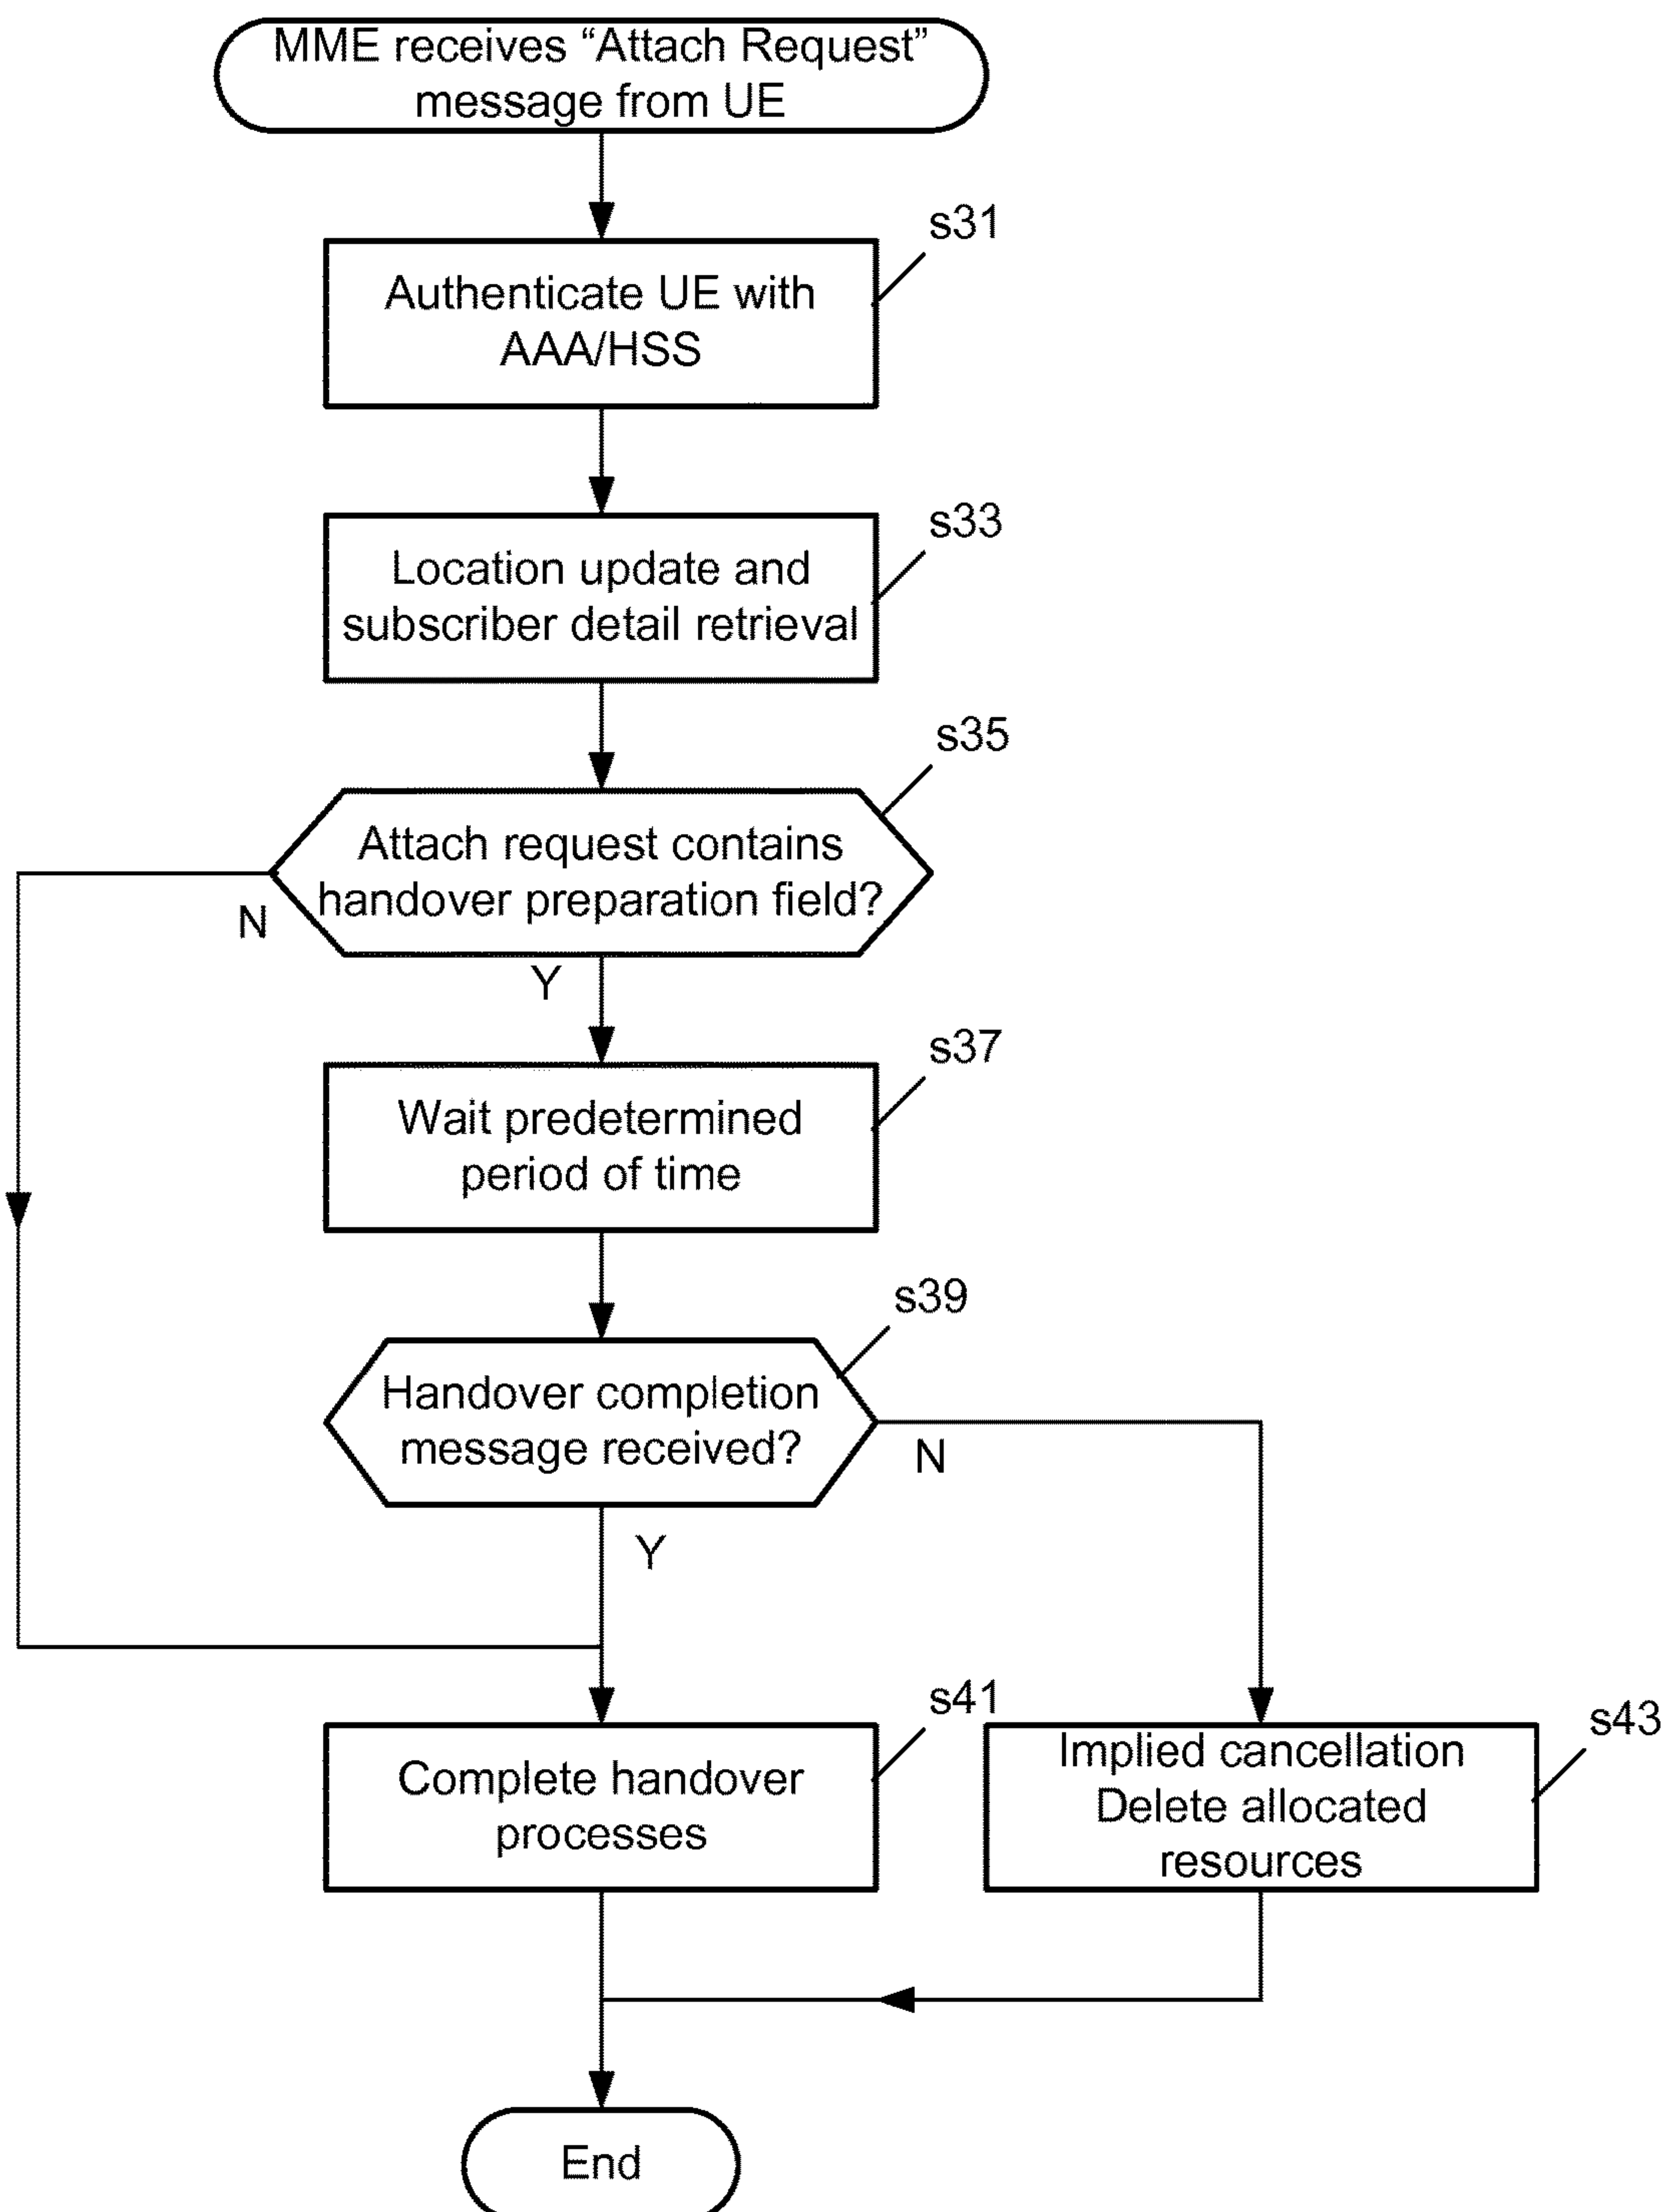 MME receives “Attach Request”
message from UE
s31
Authenticate UE with
AAA/HSS
s33
Location update and
subscriber detail retrieval
s35
Attach request contains
handover preparation field?
N
Y
s37
Wait predetermined
period of time
s39
Handover completion
message received?
N
Y
s41
Complete handover
processes
s43
Implied cancellation
Delete allocated
resources
End